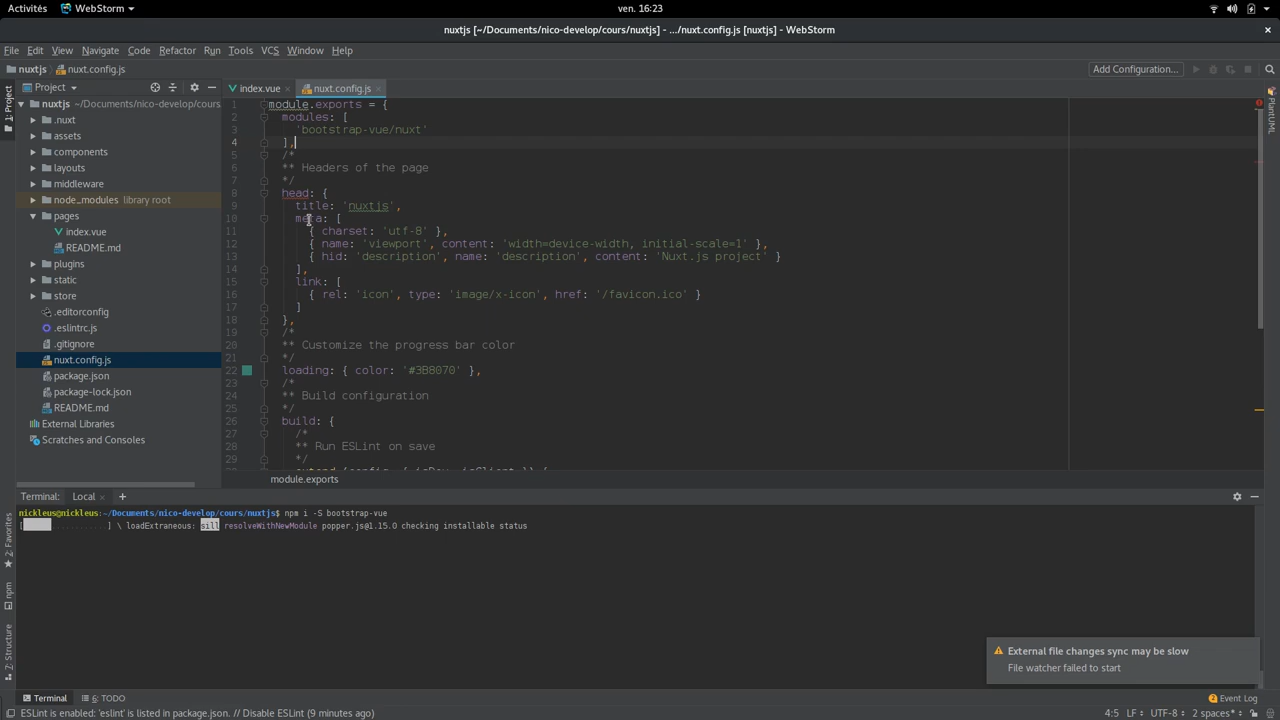 Activités
WebStorm
ven. 16:23
nuxtjs [~/Documents/nico-develop/cours/nuxtjs] - .../nuxt.config.js [nuxtjs] - WebStorm
File Edit View Navigate Code Refactor Run Tools VCS Window Help
nuxtjs nuxt.config.js
Add Configuration...
Project
index.vue
nuxt.config.js
1: Project
nuxtjs ~/Documents/nico-develop/cours
.nuxt
assets
components
layouts
middleware
node_modules library root
pages
index.vue
README.md
plugins
static
store
.editorconfig
.eslintrc.js
.gitignore
nuxt.config.js
package.json
package-lock.json
README.md
External Libraries
Scratches and Consoles
1 module.exports = {
2 modules: [
3 'bootstrap-vue/nuxt'
4 ],
5 /*
6 ** Headers of the page
7 */
8 head: {
9 title: 'nuxtjs',
10 meta: [
11 { charset: 'utf-8' },
12 { name: 'viewport', content: 'width=device-width, initial-scale=1' },
13 { hid: 'description', name: 'description', content: 'Nuxt.js project' }
14 ],
15 link: [
16 { rel: 'icon', type: 'image/x-icon', href: '/favicon.ico' }
17 ]
18 },
19 /*
20 ** Customize the progress bar color
21 */
22 loading: { color: '#3B8070' },
23 /*
24 ** Build configuration
25 */
26 build: {
27 /*
28 ** Run ESLint on save
29 */
module.exports
PlantUML
Terminal: Local +
nickleus@nickleus:~/Documents/nico-develop/cours/nuxtjs$ npm i -S bootstrap-vue
[ ..........] \ loadExtraneous: sill resolveWithNewModule popper.js@1.15.0 checking installable status
2: Favorites
npm
7: Structure
External file changes sync may be slow
File watcher failed to start
Terminal
6: TODO
Event Log
ESLint is enabled: 'eslint' is listed in package.json. // Disable ESLint (9 minutes ago)
4:5 LF UTF-8 2 spaces*